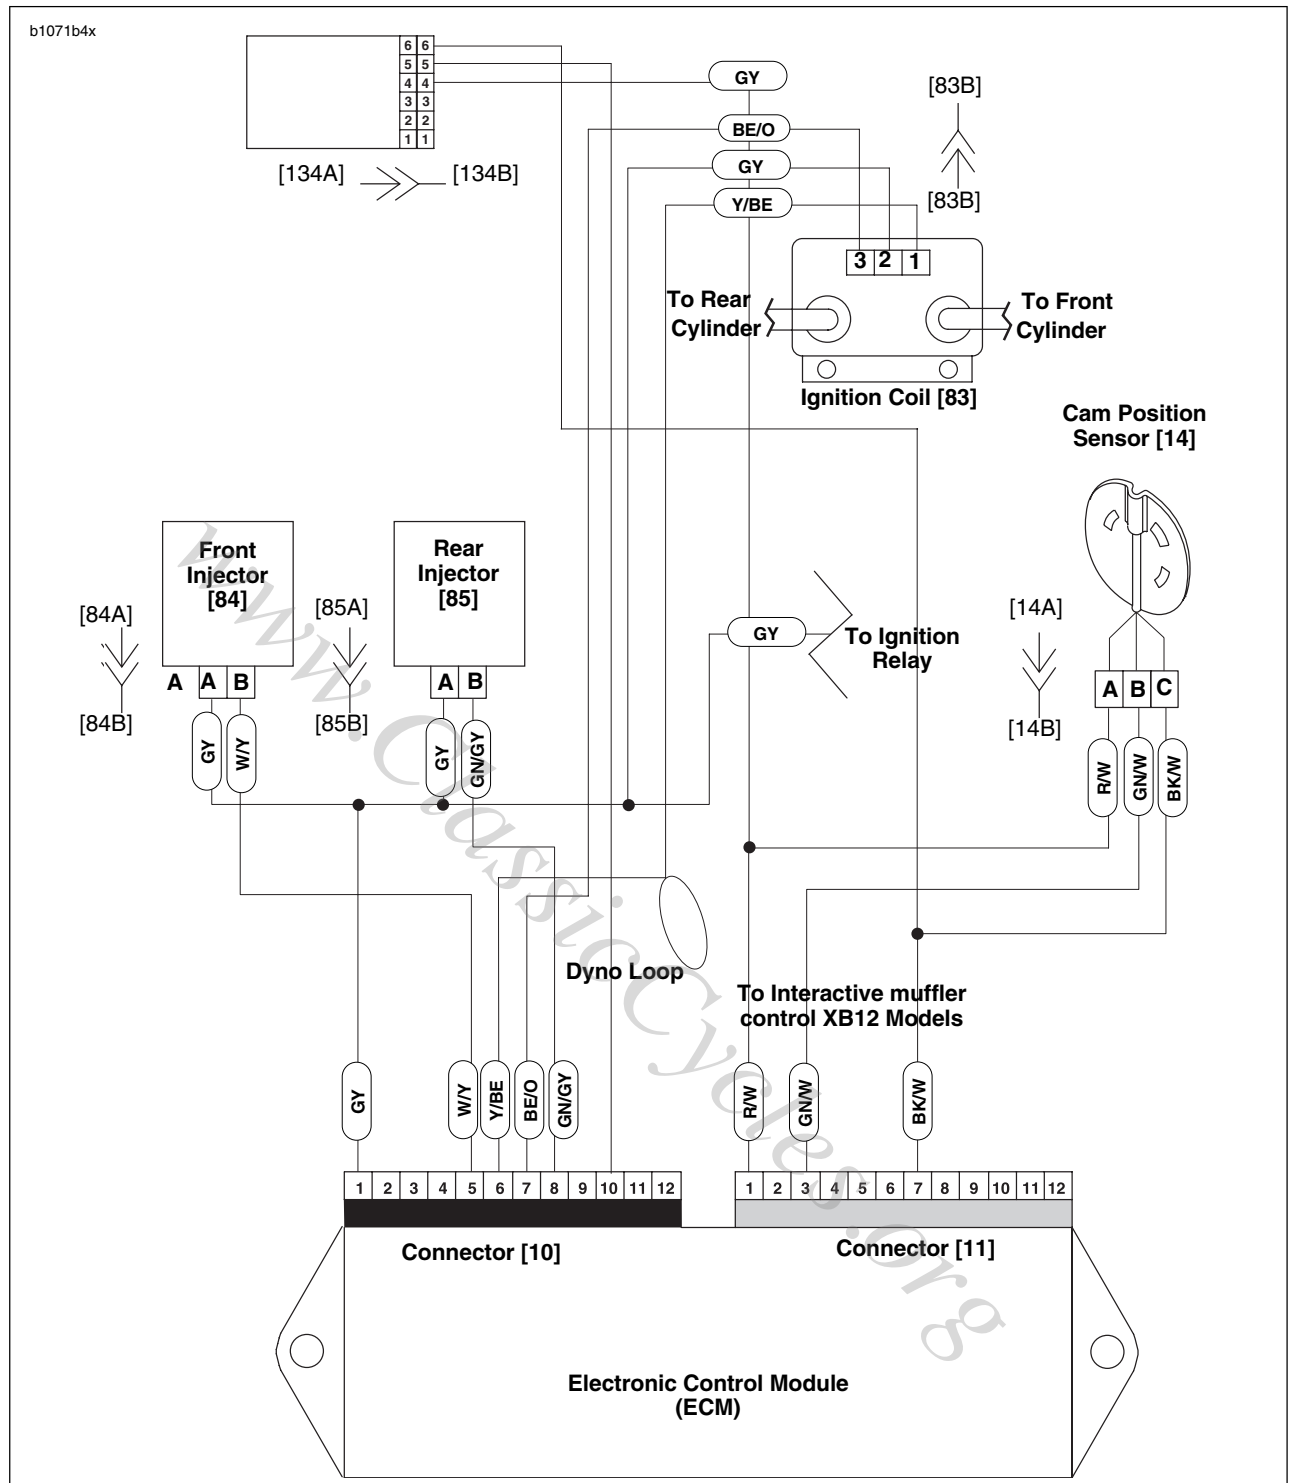 b1071b4x
6 6
5 5
4 4
3 3
2 2
1 1
[134A] [134B]
GY
BE/O
GY
Y/BE
[83B]
[83B]
3 2 1
To Rear
Cylinder
To Front
Cylinder
Ignition Coil [83]
Cam Position
Sensor [14]
Front
Injector
[84]
Rear
Injector
[85]
[84A]
[84B]
[85A]
[85B]
A A B
A B
GY W/Y
GY GN/GY
GY
To Ignition
Relay
[14A]
[14B]
A B C
R/W GN/W BK/W
Dyno Loop
To Interactive muffler
control XB12 Models
GY W/Y Y/BE BE/O GN/GY
R/W GN/W BK/W
1 2 3 4 5 6 7 8 9 10 11 12
1 2 3 4 5 6 7 8 9 10 11 12
Connector [10]
Connector [11]
Electronic Control Module
(ECM)
www.ClassicCycles.org